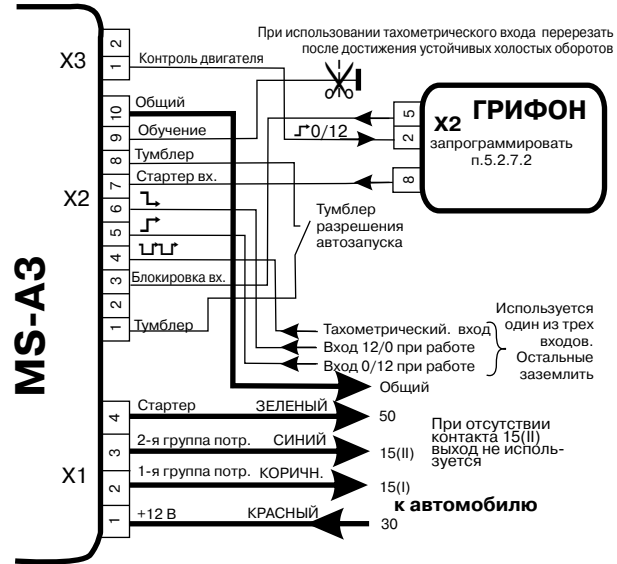 При использовании тахометрического входа перерезать
после достижения устойчивых холостых оборотов
MS-A3
X3
2
1
Контроль двигателя
X2
10
Общий
9
Обучение
8
Тумблер
7
Стартер вх.
6
5
4
3
Блокировка вх.
2
1
Тумблер
0/12
5
2
8
ГРИФОН
X2
запрограммировать
п.5.2.7.2
Тумблер
разрешения
автозапуска
Тахометрический. вход
Вход 12/0 при работе
Вход 0/12 при работе
Общий
Используется
один из трех
входов.
Остальные
заземлить
X1
4
Стартер ЗЕЛЕНЫЙ
50
3
2-я группа потр. СИНИЙ
15(II)
2
1-я группа потр. КОРИЧН.
15(I)
1
+12 В КРАСНЫЙ
30
При отсутствии
контакта 15(II)
выход не исполь-
зуется
к автомобилю